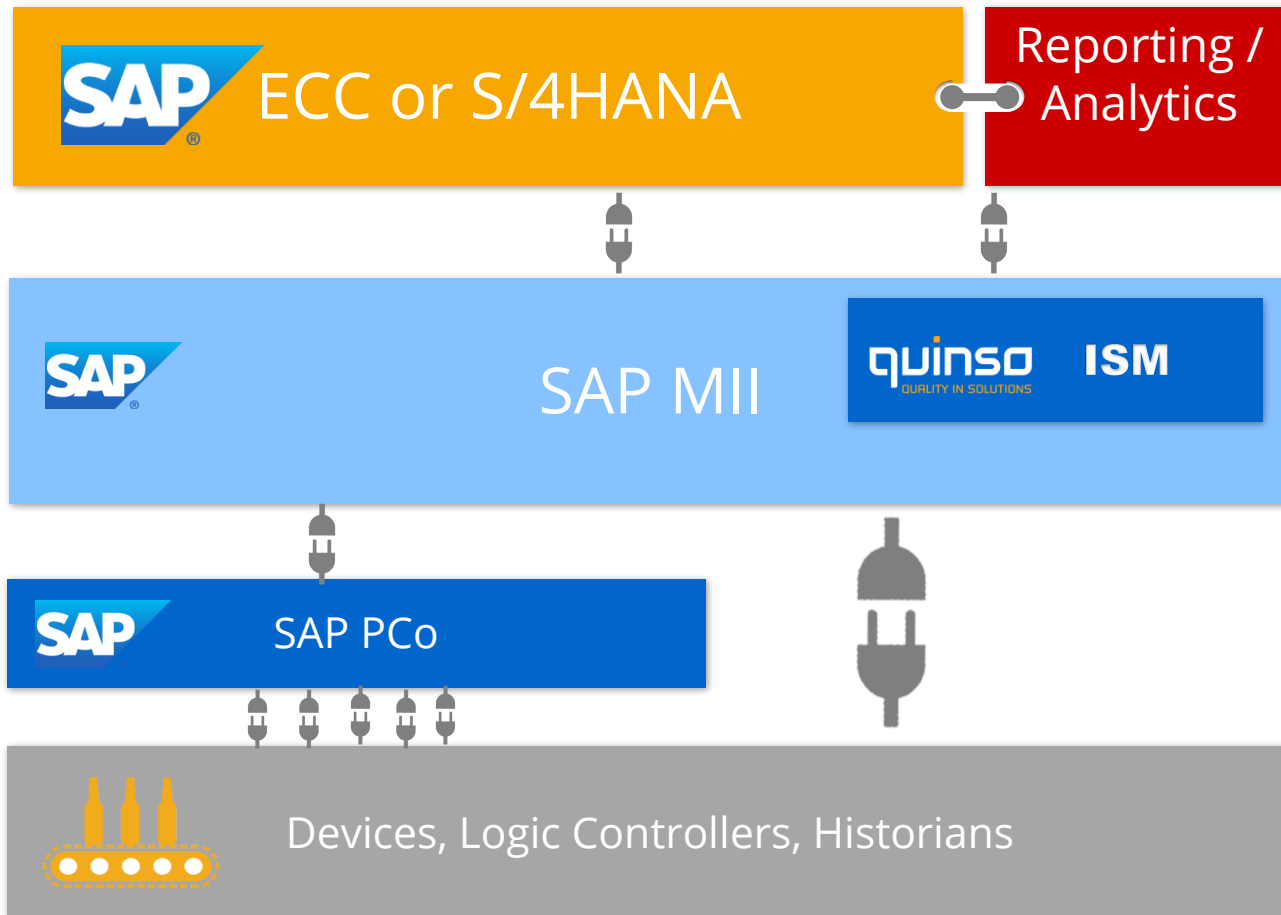 SAP ®
ECC or S/4HANA
Reporting /
Analytics
SAP ®
SAP MII
quinso
QUALITY IN SOLUTIONS
ISM
SAP
SAP PCo
Devices, Logic Controllers, Historians